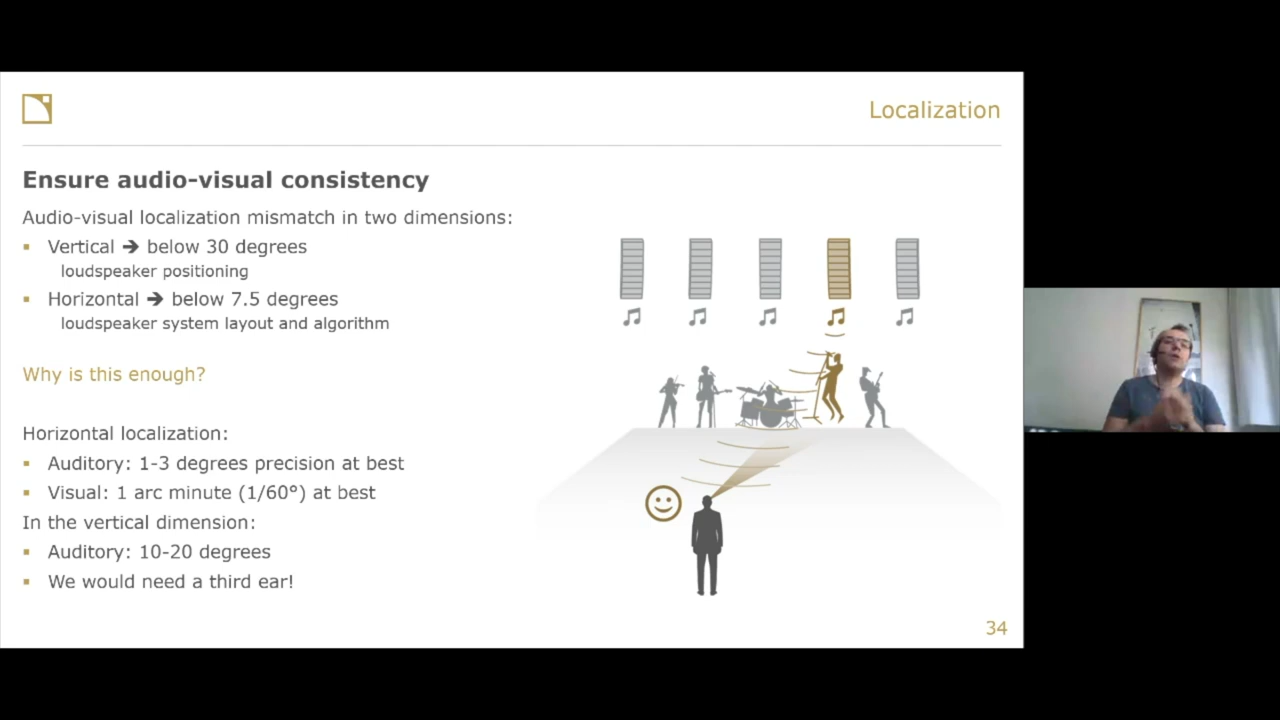 Localization
Ensure audio-visual consistency
Audio-visual localization mismatch in two dimensions:
Vertical ➔ below 30 degrees
loudspeaker positioning
Horizontal ➔ below 7.5 degrees
loudspeaker system layout and algorithm
Why is this enough?
Horizontal localization:
Auditory: 1-3 degrees precision at best
Visual: 1 arc minute (1/60°) at best
In the vertical dimension:
Auditory: 10-20 degrees
We would need a third ear!
34